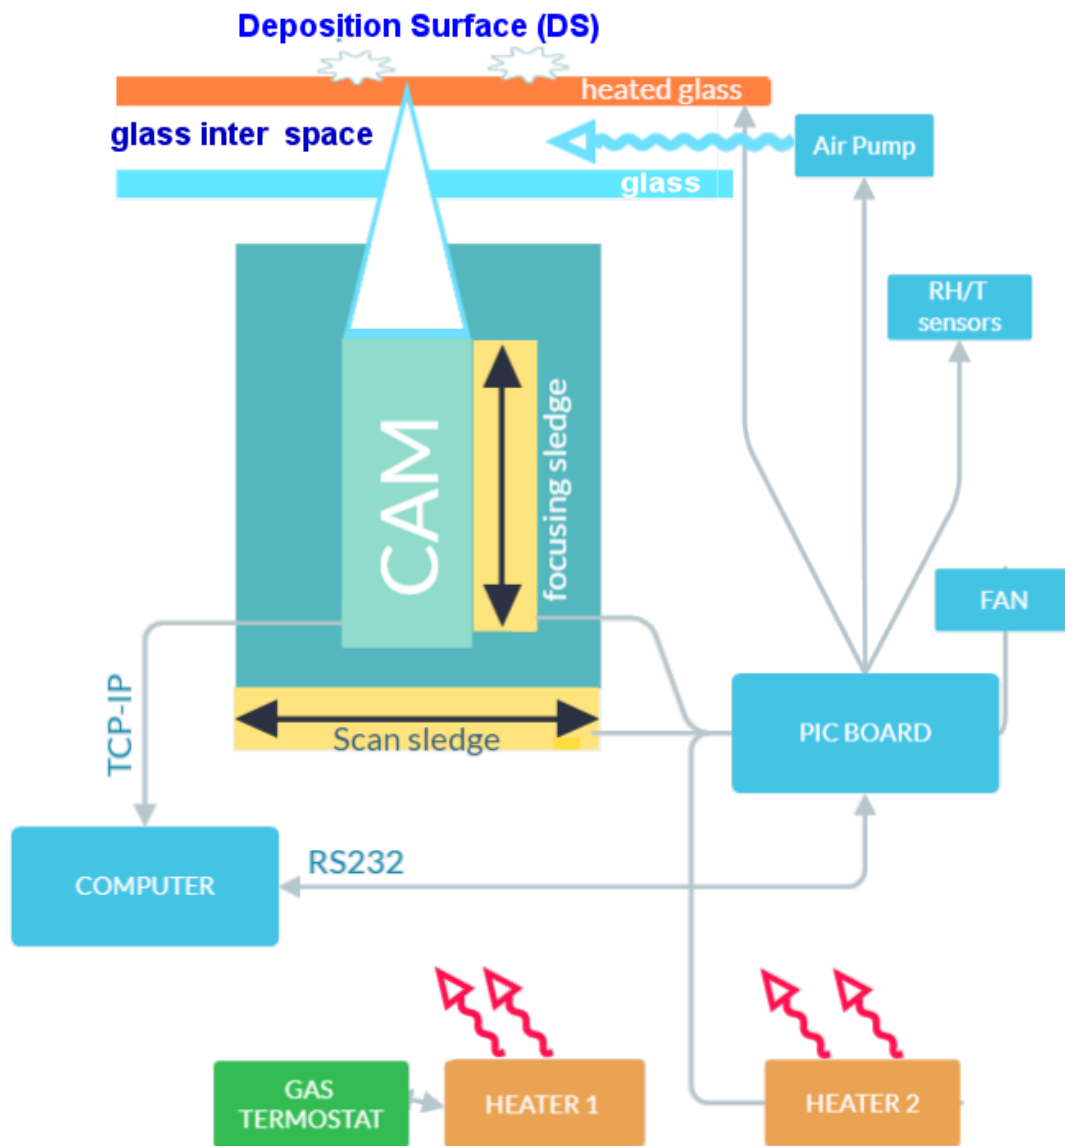 Deposition Surface (DS)
heated glass
glass inter space
Air Pump
glass
RH/T
sensors
CAM
focusing sledge
FAN
TCP-IP
Scan sledge
PIC BOARD
COMPUTER
RS232
GAS
TERMOSTAT
HEATER 1
HEATER 2